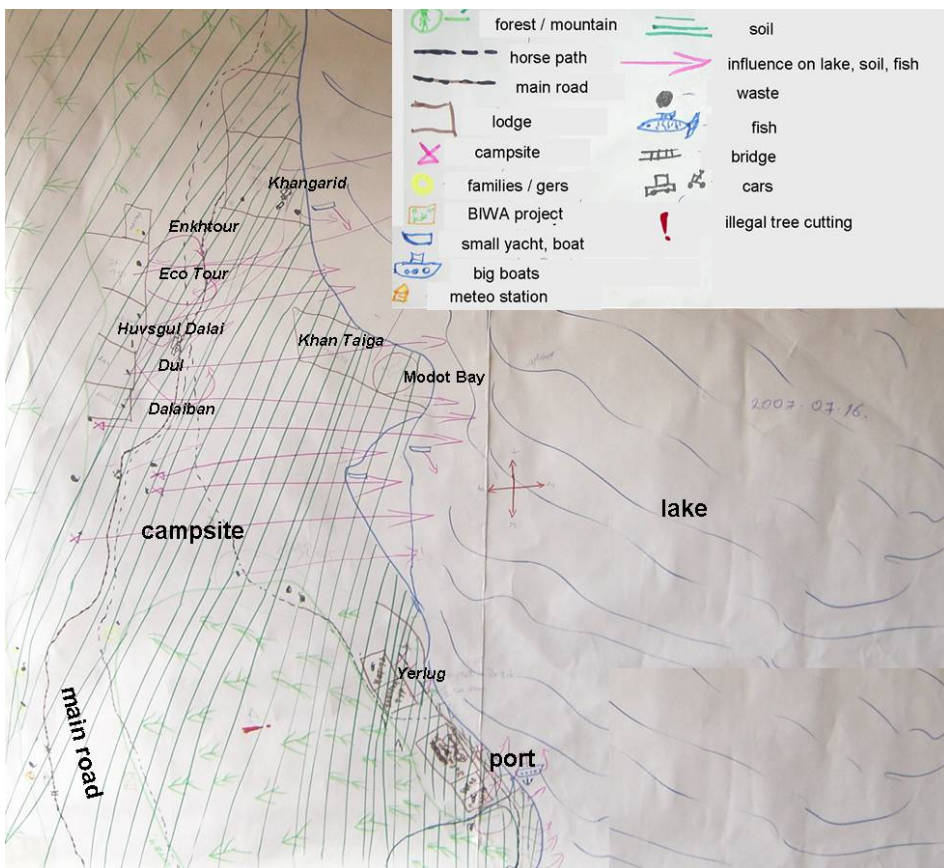 forest / mountain
horse path
main road
lodge
campsite
families / gers
BIWA project
small yacht, boat
big boats
meteo station
soil
influence on lake, soil, fish
waste
fish
bridge
cars
illegal tree cutting
Khangarid
Enkhtour
Eco Tour
Huvsgul Dalai
Khan Taiga
Dul
Modot Bay
Dalaiban
2007.07.16.
lake
campsite
Yerlug
main road
port